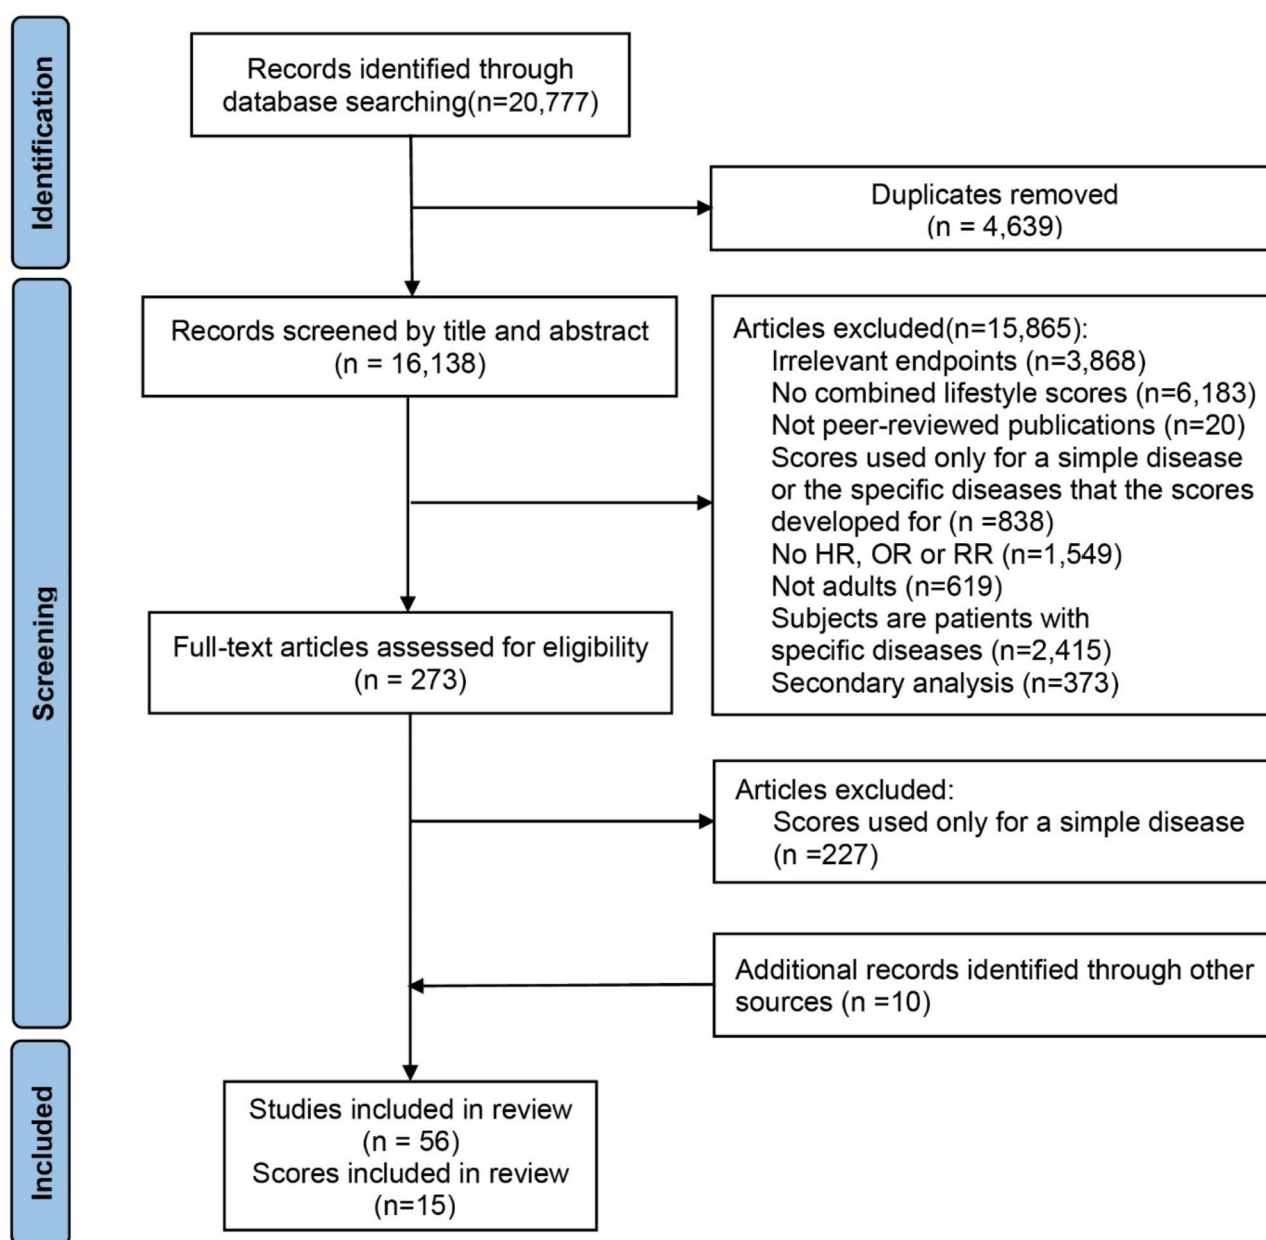 Identification
Records identified through
database searching(n=20,777)
Duplicates removed
(n = 4,639)
Screening
Records screened by title and abstract
(n = 16,138)
Articles excluded(n=15,865):
Irrelevant endpoints (n=3,868)
No combined lifestyle scores (n=6,183)
Not peer-reviewed publications (n=20)
Scores used only for a simple disease
or the specific diseases that the scores
developed for (n =838)
No HR, OR or RR (n=1,549)
Not adults (n=619)
Subjects are patients with
specific diseases (n=2,415)
Secondary analysis (n=373)
Full-text articles assessed for eligibility
(n = 273)
Articles excluded:
Scores used only for a simple disease
(n =227)
Additional records identified through other
sources (n =10)
Included
Studies included in review
(n = 56)
Scores included in review
(n=15)